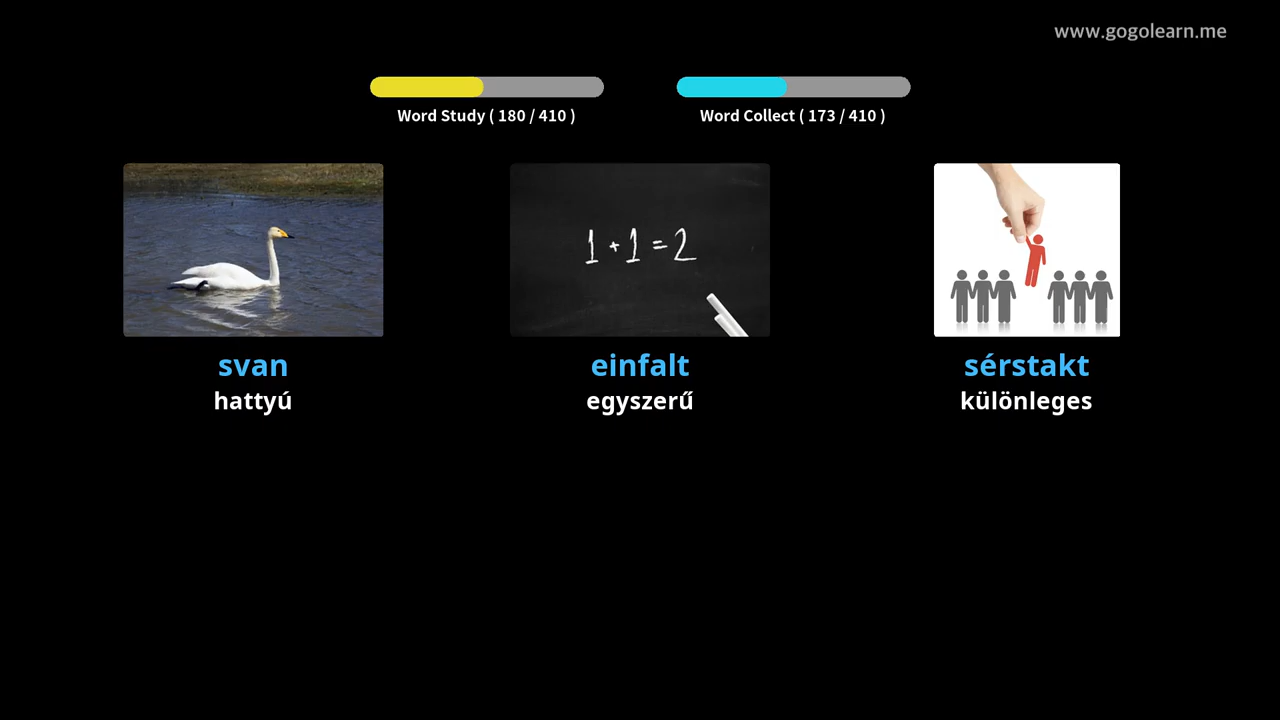 www.gogolearn.me
Word Study ( 180 / 410 )
Word Collect ( 173 / 410 )
1 + 1 = 2
svan
hattyú
einfalt
egyszerű
sérstakt
különleges